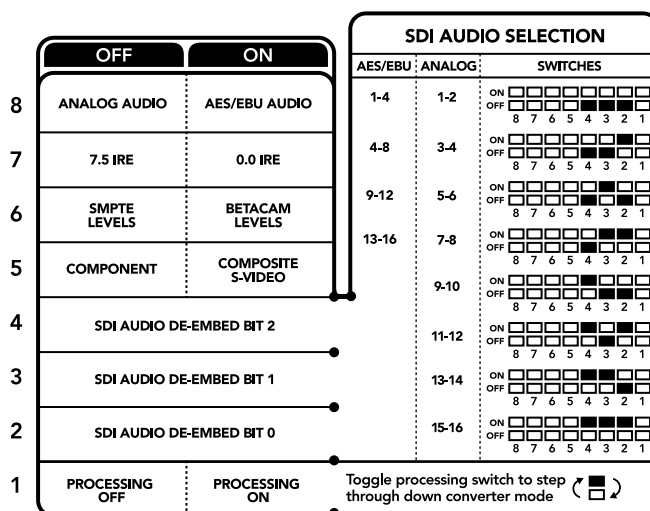 OFF ON
8 ANALOG AUDIO AES/EBU AUDIO
7 7.5 IRE 0.0 IRE
6 SMPTE LEVELS BETACAM LEVELS
5 COMPONENT COMPOSITE S-VIDEO
4 SDI AUDIO DE-EMBED BIT 2
3 SDI AUDIO DE-EMBED BIT 1
2 SDI AUDIO DE-EMBED BIT 0
1 PROCESSING OFF PROCESSING ON
SDI AUDIO SELECTION
AES/EBU ANALOG SWITCHES
1-4 1-2 ON
OFF
8 7 6 5 4 3 2 1
4-8 3-4 ON
OFF
8 7 6 5 4 3 2 1
9-12 5-6 ON
OFF
8 7 6 5 4 3 2 1
13-16 7-8 ON
OFF
8 7 6 5 4 3 2 1
9-10 ON
OFF
8 7 6 5 4 3 2 1
11-12 ON
OFF
8 7 6 5 4 3 2 1
13-14 ON
OFF
8 7 6 5 4 3 2 1
15-16 ON
OFF
8 7 6 5 4 3 2 1
Toggle processing switch to step
through down converter mode